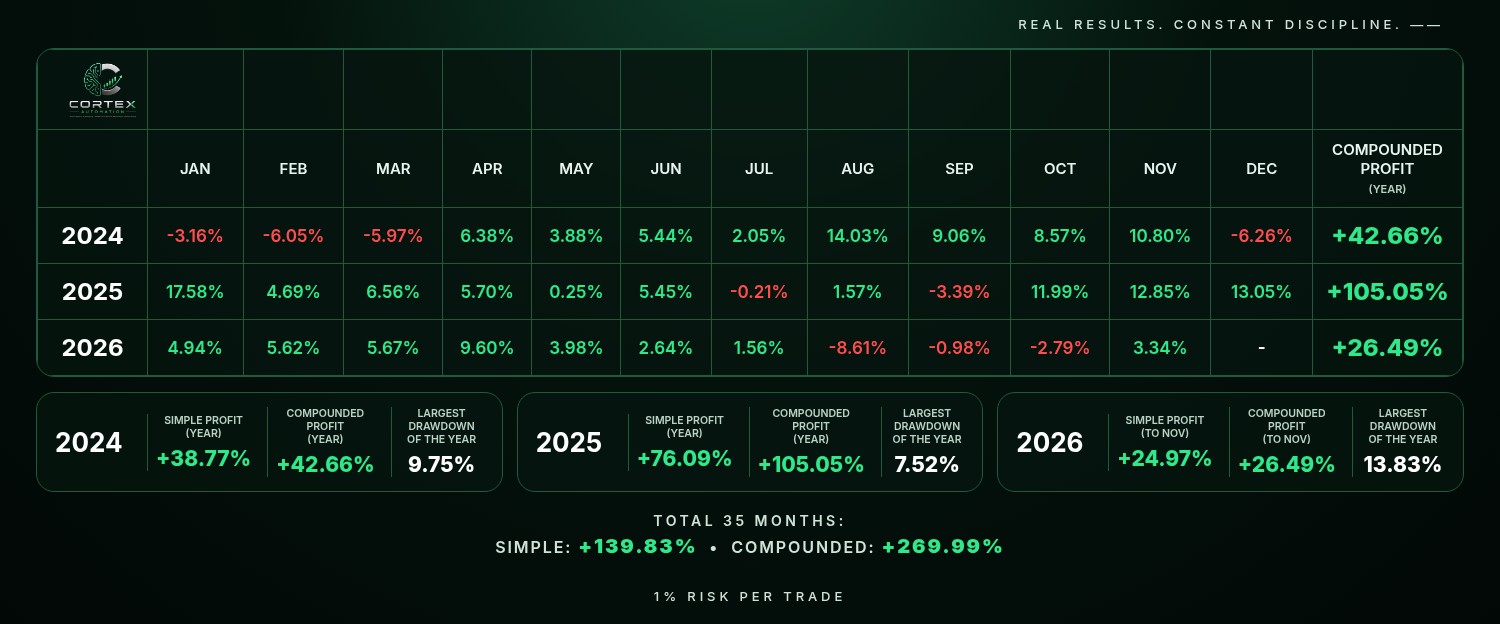 REAL RESULTS. CONSTANT DISCIPLINE. ——
CORTEX
AUTOMATION
JAN FEB MAR APR MAY JUN JUL AUG SEP OCT NOV DEC COMPOUNDED PROFIT (YEAR)
2024 -3.16% -6.05% -5.97% 6.38% 3.88% 5.44% 2.05% 14.03% 9.06% 8.57% 10.80% -6.26% +42.66%
2025 17.58% 4.69% 6.56% 5.70% 0.25% 5.45% -0.21% 1.57% -3.39% 11.99% 12.85% 13.05% +105.05%
2026 4.94% 5.62% 5.67% 9.60% 3.98% 2.64% 1.56% -8.61% -0.98% -2.79% 3.34% - +26.49%
2024
SIMPLE PROFIT
(YEAR)
+38.77%
COMPOUNDED
PROFIT
(YEAR)
+42.66%
LARGEST
DRAWDOWN
OF THE YEAR
9.75%
2025
SIMPLE PROFIT
(YEAR)
+76.09%
COMPOUNDED
PROFIT
(YEAR)
+105.05%
LARGEST
DRAWDOWN
OF THE YEAR
7.52%
2026
SIMPLE PROFIT
(TO NOV)
+24.97%
COMPOUNDED
PROFIT
(TO NOV)
+26.49%
LARGEST
DRAWDOWN
OF THE YEAR
13.83%
TOTAL 35 MONTHS:
SIMPLE: +139.83% • COMPOUNDED: +269.99%
1% RISK PER TRADE